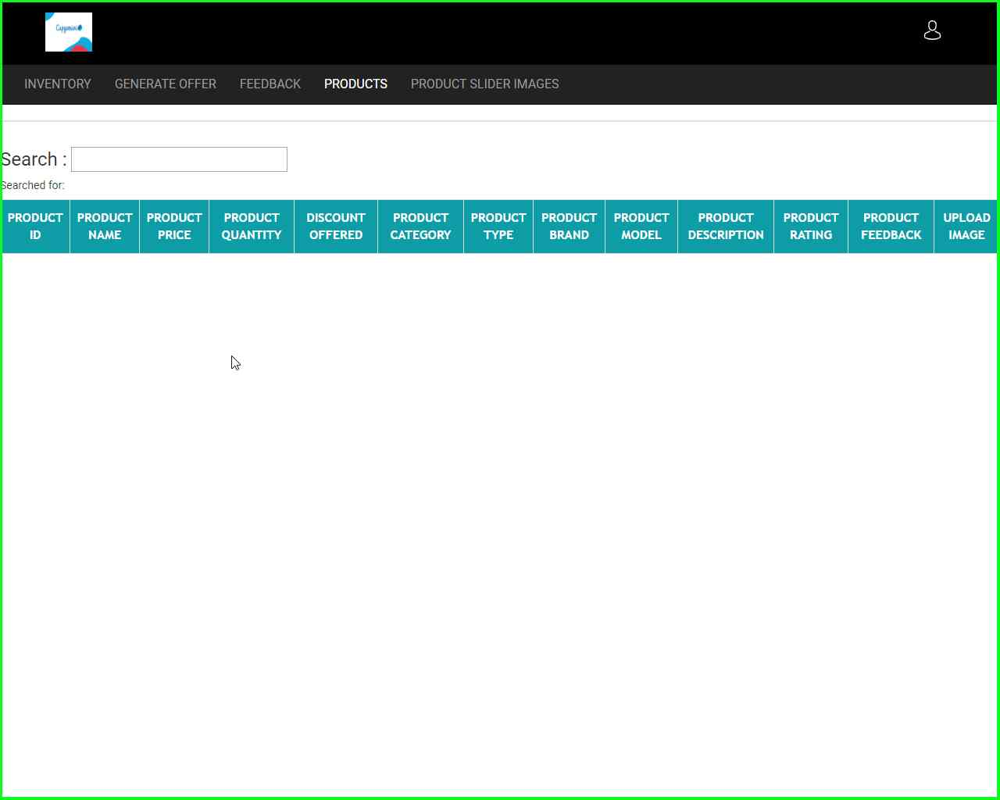 Capgemini
INVENTORY GENERATE OFFER FEEDBACK PRODUCTS PRODUCT SLIDER IMAGES
Search :
Searched for:
PRODUCT ID PRODUCT NAME PRODUCT PRICE PRODUCT QUANTITY DISCOUNT OFFERED PRODUCT CATEGORY PRODUCT TYPE PRODUCT BRAND PRODUCT MODEL PRODUCT DESCRIPTION PRODUCT RATING PRODUCT FEEDBACK UPLOAD IMAGE